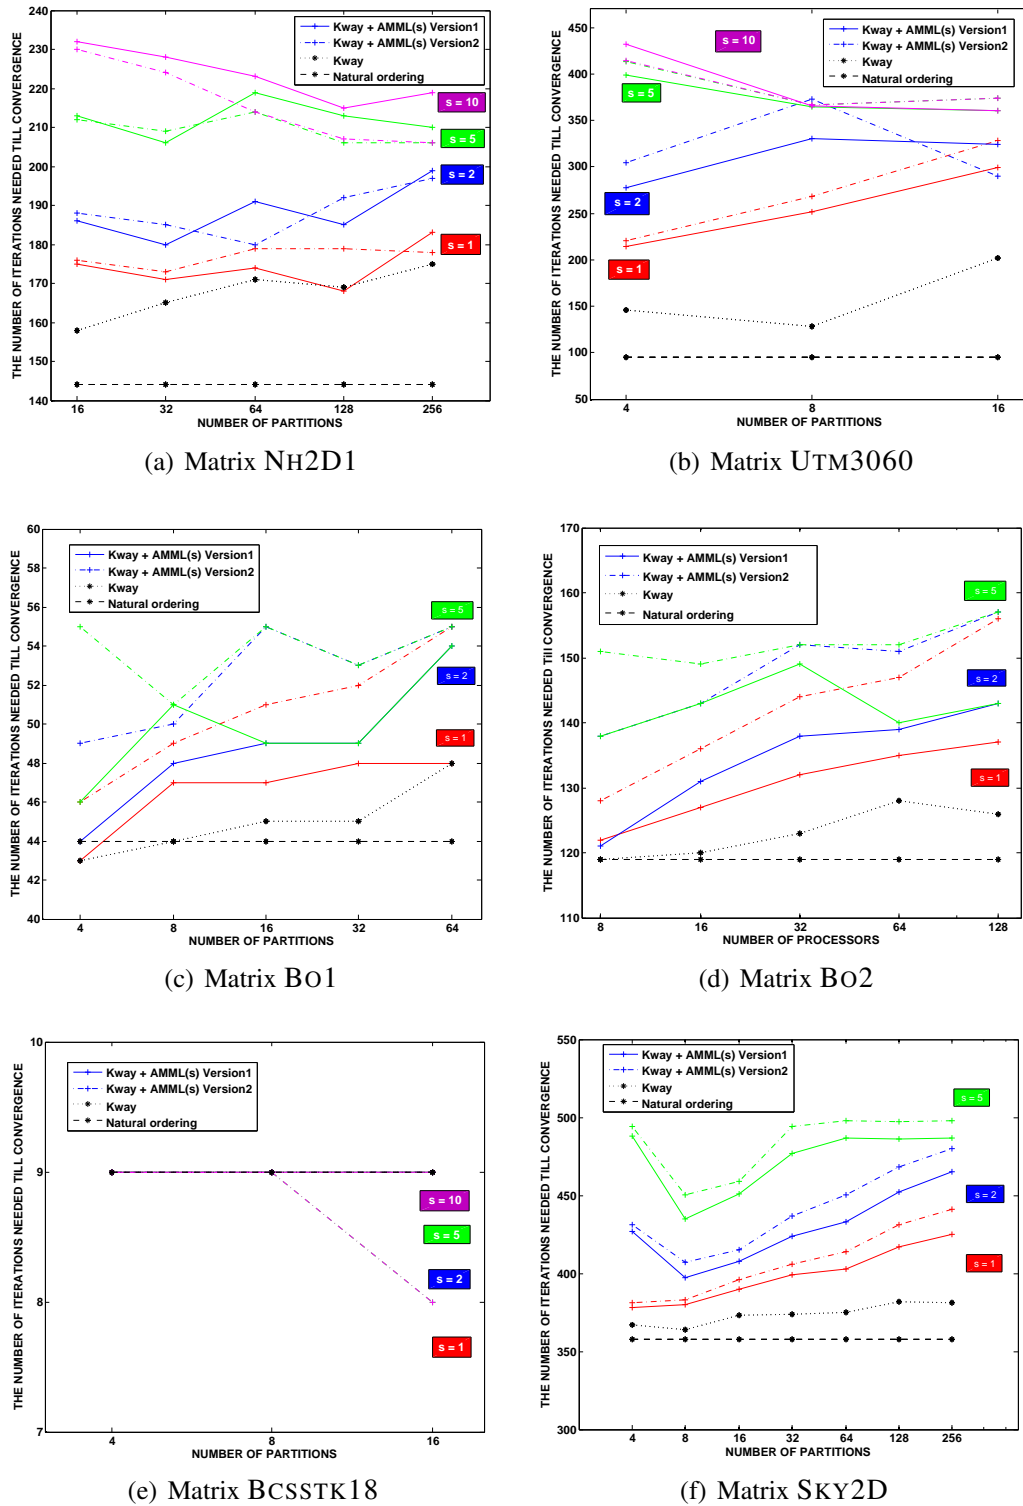 THE NUMBER OF ITERATIONS NEEDED TILL CONVERGENCE
240
230
220
210
200
190
180
170
160
150
140
Kway + AMML(s) Version1
Kway + AMML(s) Version2
Kway
Natural ordering
s = 10
s = 5
s = 2
s = 1
16 32 64 128 256
NUMBER OF PARTITIONS
(a) Matrix NH2D1
THE NUMBER OF ITERATIONS NEEDED TILL CONVERGENCE
450
400
350
300
250
200
150
100
50
Kway + AMML(s) Version1
Kway + AMML(s) Version2
Kway
Natural ordering
s = 10
s = 5
s = 2
s = 1
4 8 16
NUMBER OF PARTITIONS
(b) Matrix UTM3060
THE NUMBER OF ITERATIONS NEEDED TILL CONVERGENCE
60
58
56
54
52
50
48
46
44
42
40
Kway + AMML(s) Version1
Kway + AMML(s) Version2
Kway
Natural ordering
s = 5
s = 2
s = 1
4 8 16 32 64
NUMBER OF PARTITIONS
(c) Matrix BO1
THE NUMBER OF ITERATIONS NEEDED Till CONVERGENCE
170
160
150
140
130
120
110
Kway + AMML(s) Version1
Kway + AMML(s) Version2
Kway
Natural ordering
s = 5
s = 2
s = 1
8 16 32 64 128
NUMBER OF PROCESSORS
(d) Matrix BO2
THE NUMBER OF ITERATIONS NEEDED TILL CONVERGENCE
10
9
8
7
Kway + AMML(s) Version1
Kway + AMML(s) Version2
Kway
Natural ordering
s = 10
s = 5
s = 2
s = 1
4 8 16
NUMBER OF PARTITIONS
(e) Matrix BCSSTK18
THE NUMBER OF ITERATIONS NEEDED TILL CONVERGENCE
550
500
450
400
350
300
Kway + AMML(s) Version1
Kway + AMML(s) Version2
Kway
Natural ordering
s = 5
s = 2
s = 1
4 8 16 32 64 128 256
NUMBER OF PARTITIONS
(f) Matrix SKY2D